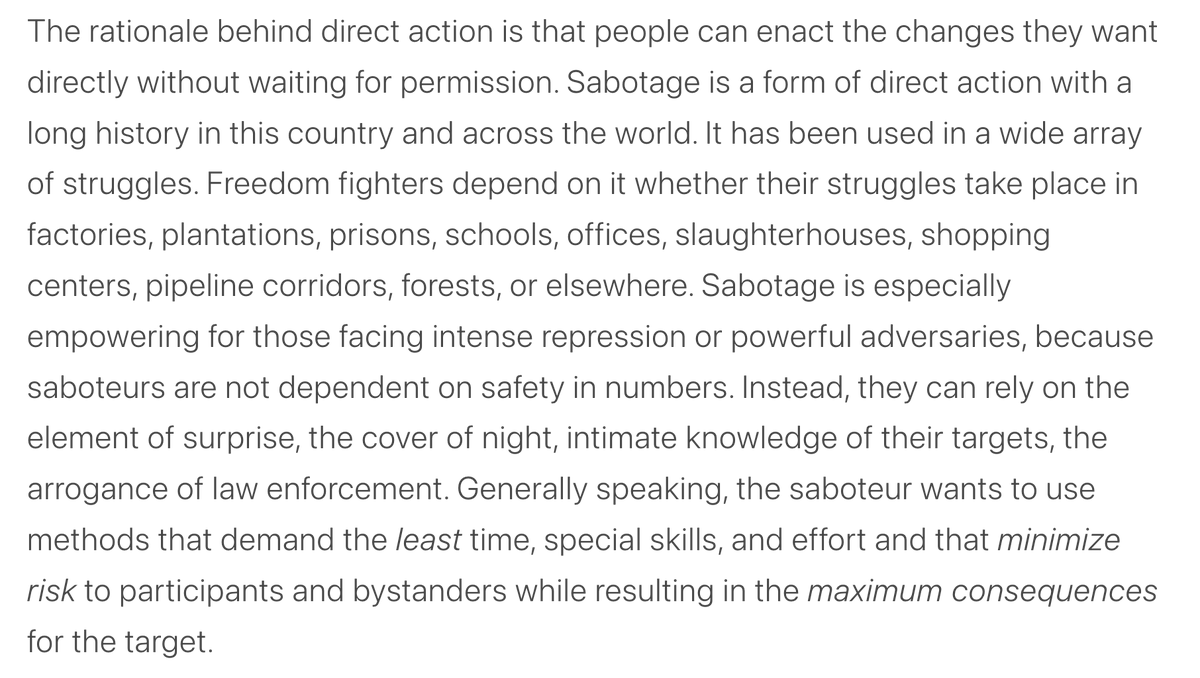 The rationale behind direct action is that people can enact the changes they want
directly without waiting for permission. Sabotage is a form of direct action with a
long history in this country and across the world. It has been used in a wide array
of struggles. Freedom fighters depend on it whether their struggles take place in
factories, plantations, prisons, schools, offices, slaughterhouses, shopping
centers, pipeline corridors, forests, or elsewhere. Sabotage is especially
empowering for those facing intense repression or powerful adversaries, because
saboteurs are not dependent on safety in numbers. Instead, they can rely on the
element of surprise, the cover of night, intimate knowledge of their targets, the
arrogance of law enforcement. Generally speaking, the saboteur wants to use
methods that demand the least time, special skills, and effort and that minimize
risk to participants and bystanders while resulting in the maximum consequences
for the target.